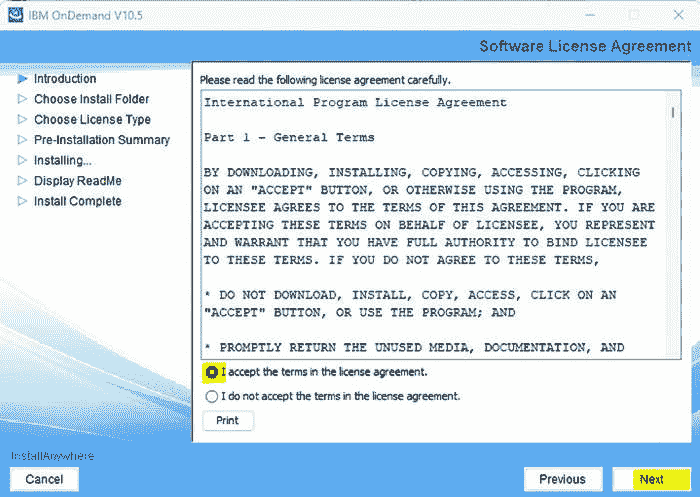 IBM OnDemand V10.5
Software License Agreement
Introduction
Choose Install Folder
Choose License Type
Pre-Installation Summary
Installing...
Display ReadMe
Install Complete
Please read the following license agreement carefully.
International Program License Agreement
Part 1 - General Terms
BY DOWNLOADING, INSTALLING, COPYING, ACCESSING, CLICKING
ON AN "ACCEPT" BUTTON, OR OTHERWISE USING THE PROGRAM,
LICENSEE AGREES TO THE TERMS OF THIS AGREEMENT. IF YOU ARE
ACCEPTING THESE TERMS ON BEHALF OF LICENSEE, YOU REPRESENT
AND WARRANT THAT YOU HAVE FULL AUTHORITY TO BIND LICENSEE
TO THESE TERMS. IF YOU DO NOT AGREE TO THESE TERMS,
* DO NOT DOWNLOAD, INSTALL, COPY, ACCESS, CLICK ON AN
"ACCEPT" BUTTON, OR USE THE PROGRAM; AND
* PROMPTLY RETURN THE UNUSED MEDIA, DOCUMENTATION, AND
I accept the terms in the license agreement.
I do not accept the terms in the license agreement.
Print
InstallAnywhere
Cancel
Previous
Next